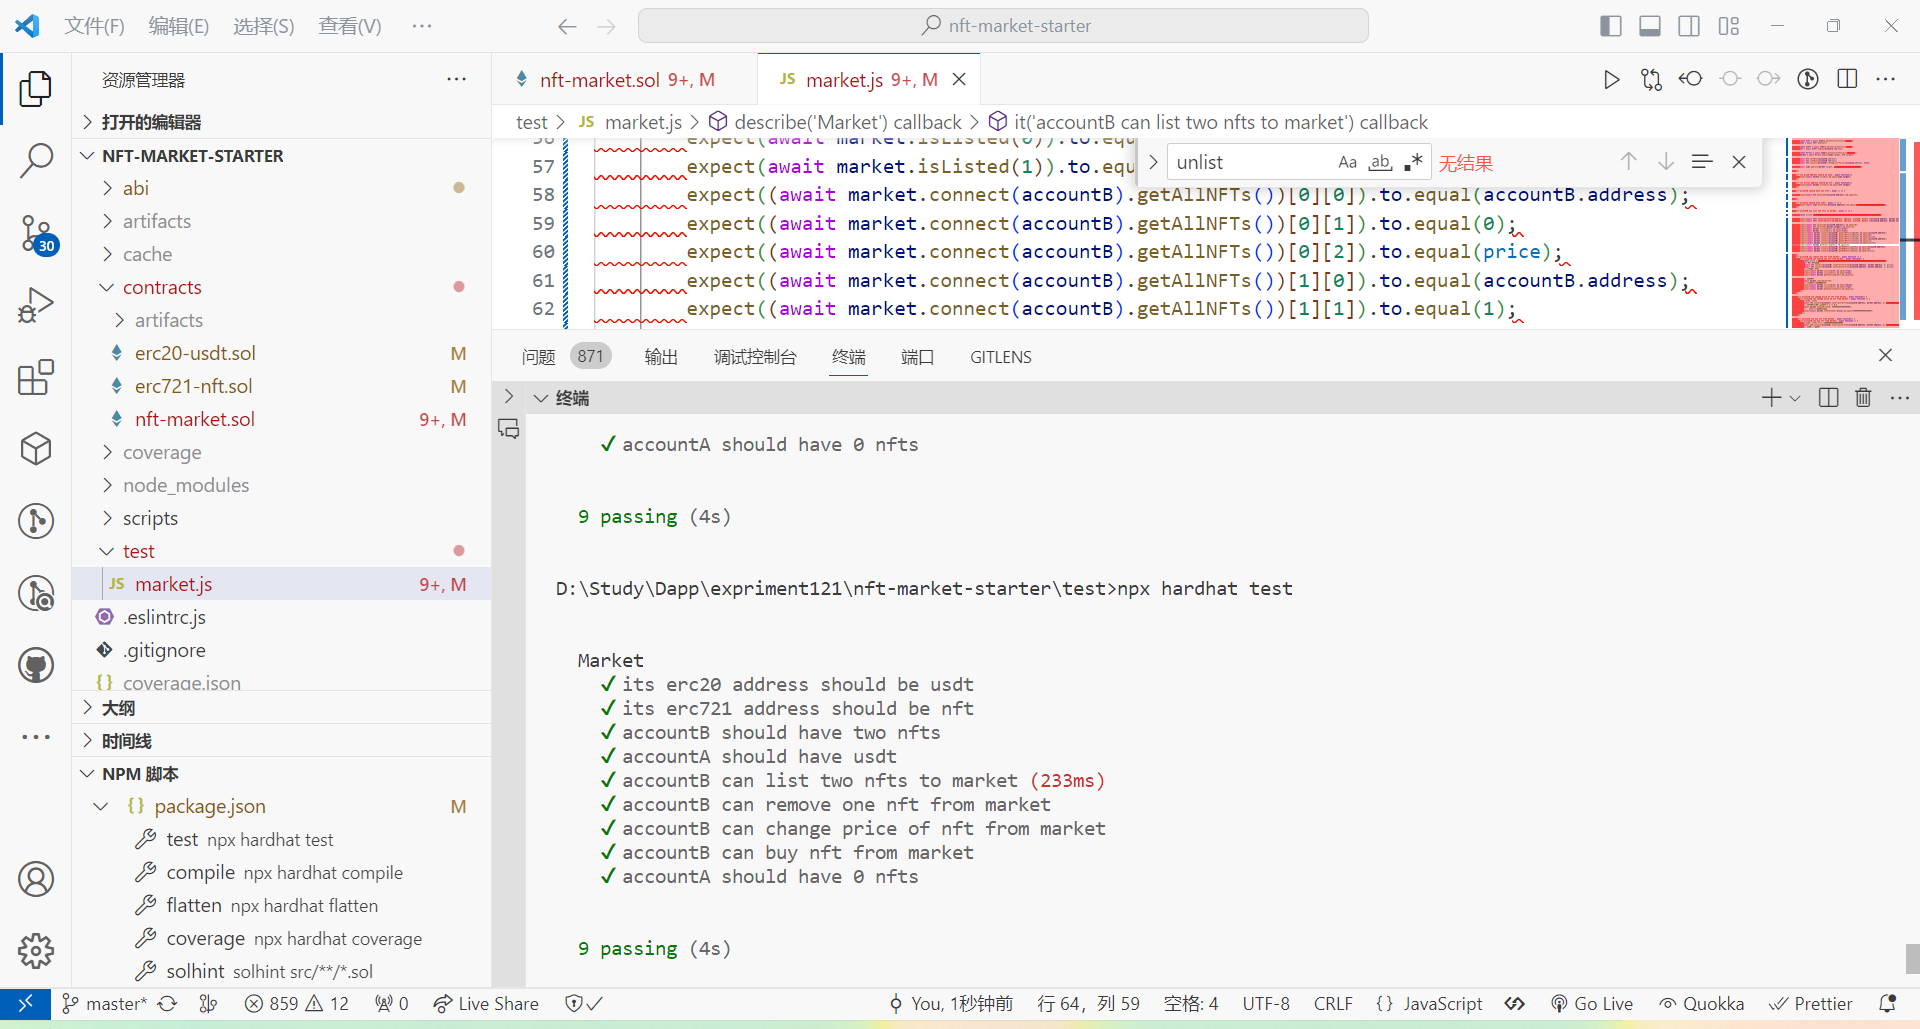 文件(F) 编辑(E) 选择(S) 查看(V) ··· nft-market-starter
资源管理器 ···
打开的编辑器
NFT-MARKET-STARTER
abi
artifacts
cache
contracts
artifacts
erc20-usdt.sol M
erc721-nft.sol M
nft-market.sol 9+, M
coverage
node_modules
scripts
test
JS market.js 9+, M
.eslintrc.js
.gitignore
{} coverage.json
大纲
时间线
NPM 脚本
{} package.json M
test npx hardhat test
compile npx hardhat compile
flatten npx hardhat flatten
coverage npx hardhat coverage
solhint solhint src/**/*.sol
30
nft-market.sol 9+, M JS market.js 9+, M
test > JS market.js > describe('Market') callback > it('accountB can list two nfts to market') callback
56 expect(await market.isListed(0)).to.equ
57 expect(await market.isListed(1)).to.equ
58 expect((await market.connect(accountB).getAllNFTs())[0][0]).to.equal(accountB.address);
59 expect((await market.connect(accountB).getAllNFTs())[0][1]).to.equal(0);
60 expect((await market.connect(accountB).getAllNFTs())[0][2]).to.equal(price);
61 expect((await market.connect(accountB).getAllNFTs())[1][0]).to.equal(accountB.address);
62 expect((await market.connect(accountB).getAllNFTs())[1][1]).to.equal(1);
unlist Aa ab .* 无结果
问题 871 输出 调试控制台 终端 端口 GITLENS
终端
✓ accountA should have 0 nfts
9 passing (4s)
D:\Study\Dapp\expriment121\nft-market-starter\test>npx hardhat test
Market
✓ its erc20 address should be usdt
✓ its erc721 address should be nft
✓ accountB should have two nfts
✓ accountA should have usdt
✓ accountB can list two nfts to market (233ms)
✓ accountB can remove one nft from market
✓ accountB can change price of nft from market
✓ accountB can buy nft from market
✓ accountA should have 0 nfts
9 passing (4s)
master* 859 12 0 Live Share You, 1秒钟前 行 64，列 59 空格: 4 UTF-8 CRLF {} JavaScript Go Live Quokka Prettier